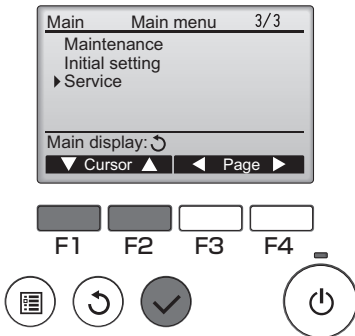 Main Main menu 3/3
Maintenance
Initial setting
Service
Main display:
Cursor Page
F1 F2 F3 F4